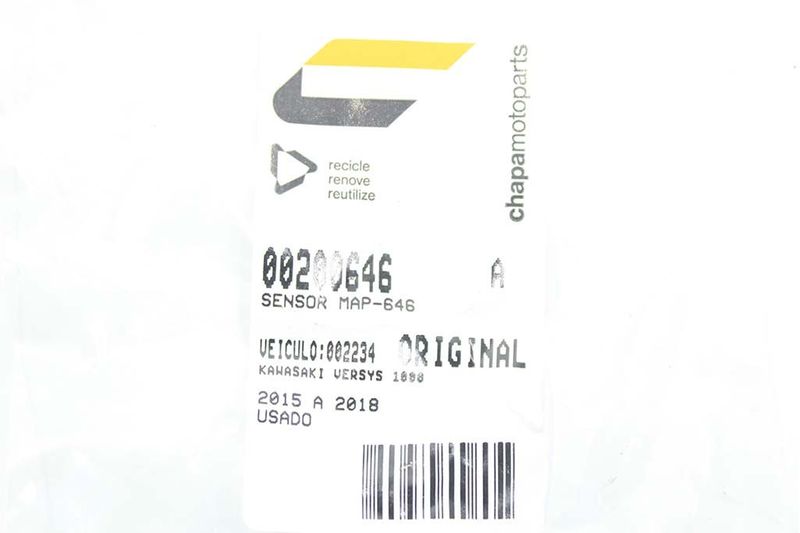 chapamotoparts
recicle
renove
reutilize
00200646 A
SENSOR MAP-646
VEICULO:002234 ORIGINAL
KAWASAKI VERSYS 1000
2015 A 2018
USADO